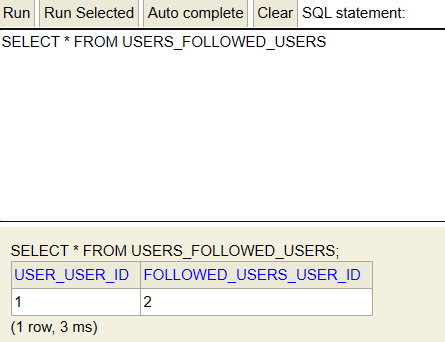 Run Run Selected Auto complete Clear SQL statement:
SELECT * FROM USERS_FOLLOWED_USERS
SELECT * FROM USERS_FOLLOWED_USERS;
USER_USER_ID FOLLOWED_USERS_USER_ID
1 2
(1 row, 3 ms)